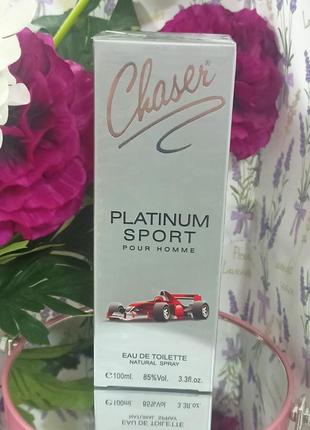 Chaser®
PLATINUM
SPORT
POUR HOMME
EAU DE TOILETTE
NATURAL SPRAY
℮100ml. 85%Vol. 3.3fl.oz.